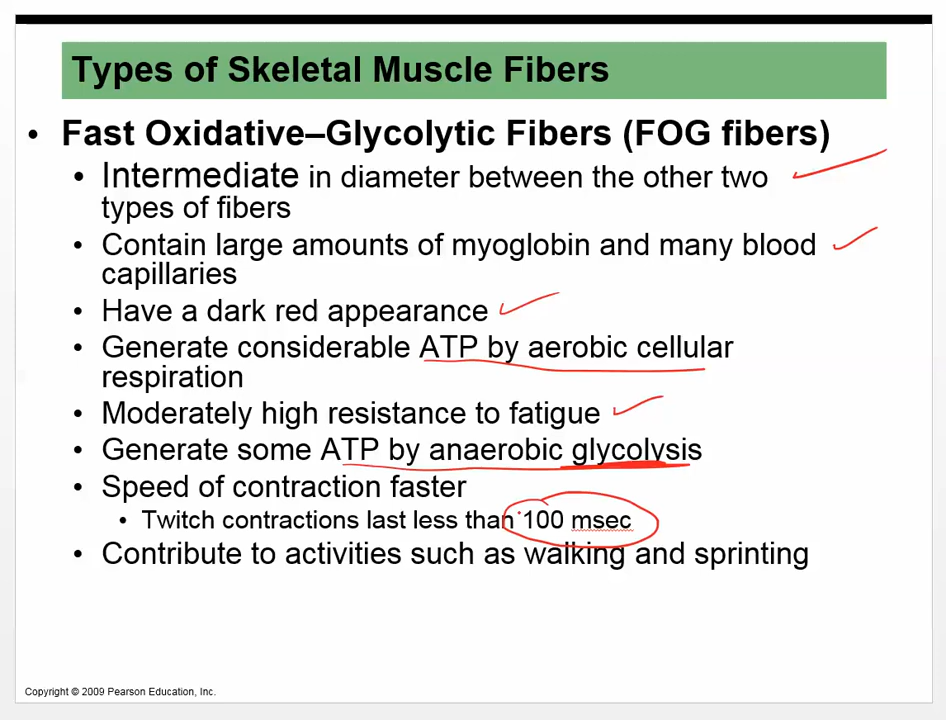 Types of Skeletal Muscle Fibers
• Fast Oxidative–Glycolytic Fibers (FOG fibers)
• Intermediate in diameter between the other two
types of fibers
• Contain large amounts of myoglobin and many blood
capillaries
• Have a dark red appearance
• Generate considerable ATP by aerobic cellular
respiration
• Moderately high resistance to fatigue
• Generate some ATP by anaerobic glycolysis
• Speed of contraction faster
• Twitch contractions last less than 100 msec
• Contribute to activities such as walking and sprinting
Copyright © 2009 Pearson Education, Inc.